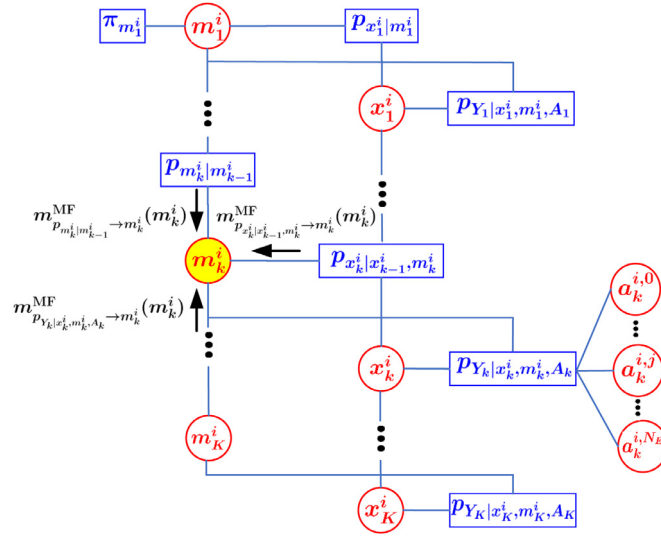 π_{m_1^i} m_1^i p_{x_1^i|m_1^i}
x_1^i p_{Y_1|x_1^i,m_1^i,A_1}
p_{m_k^i|m_{k-1}^i}
m^{MF}_{p_{m_k^i|m_{k-1}^i}→m_k^i}(m_k^i) m^{MF}_{p_{x_k^i|x_{k-1}^i,m_k^i}→m_k^i}(m_k^i)
m_k^i p_{x_k^i|x_{k-1}^i,m_k^i}
a_k^{i,0}
m^{MF}_{p_{Y_k|x_k^i,m_k^i,A_k}→m_k^i}(m_k^i)
x_k^i p_{Y_k|x_k^i,m_k^i,A_k} a_k^{i,j}
m_K^i a_k^{i,N_E}
x_K^i p_{Y_K|x_K^i,m_K^i,A_K}